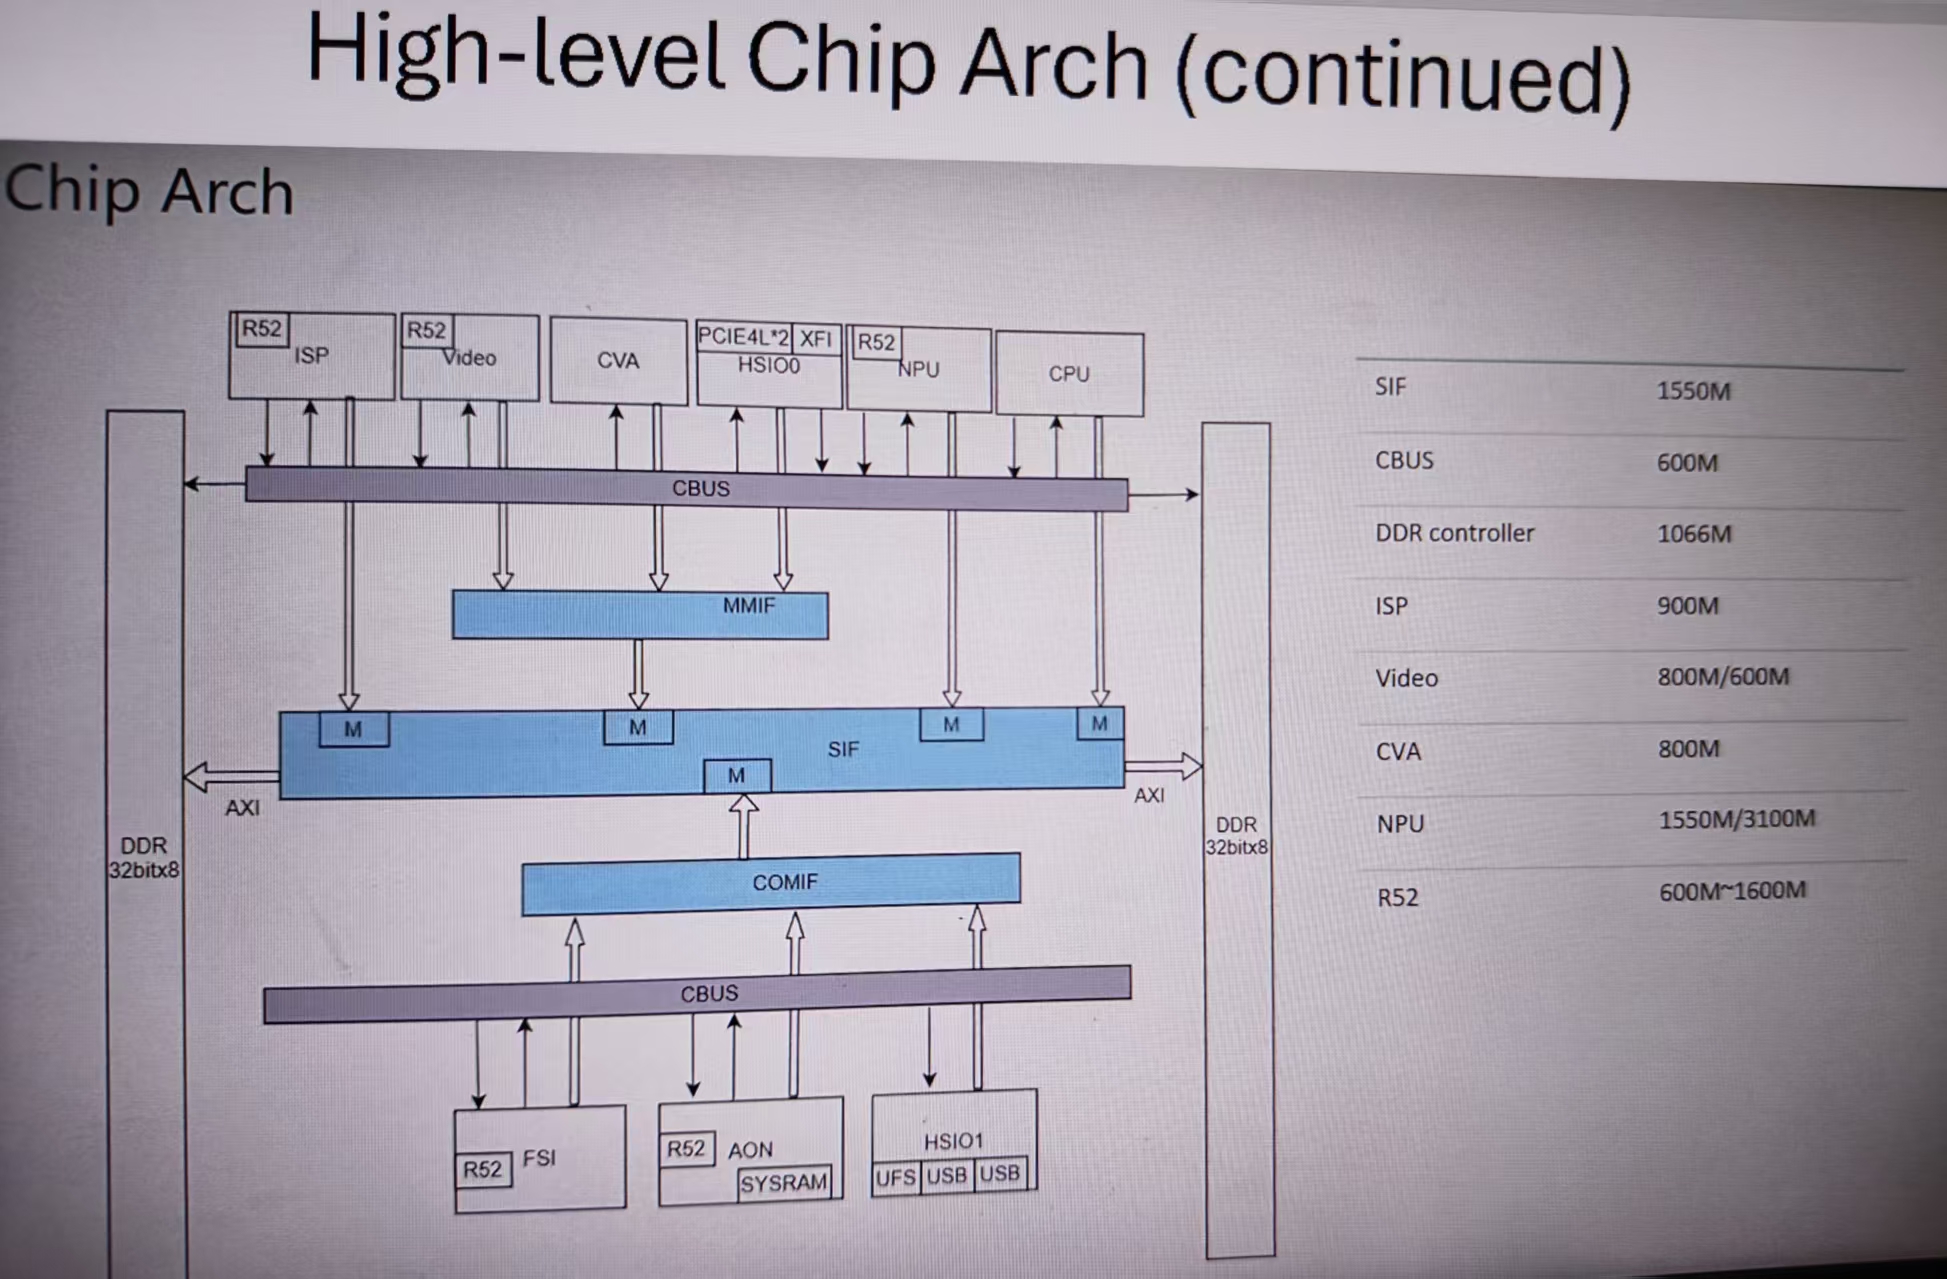 High-level Chip Arch (continued)
Chip Arch
R52
ISP
R52
Video
CVA
PCIE4L*2 XFI
HSIO0
R52
NPU
CPU
CBUS
MMIF
M
M
M
M
SIF
M
AXI
AXI
DDR
32bitx8
DDR
32bitx8
COMIF
CBUS
R52
FSI
R52
AON
SYSRAM
HSIO1
UFS USB USB
SIF 1550M
CBUS 600M
DDR controller 1066M
ISP 900M
Video 800M/600M
CVA 800M
NPU 1550M/3100M
R52 600M~1600M